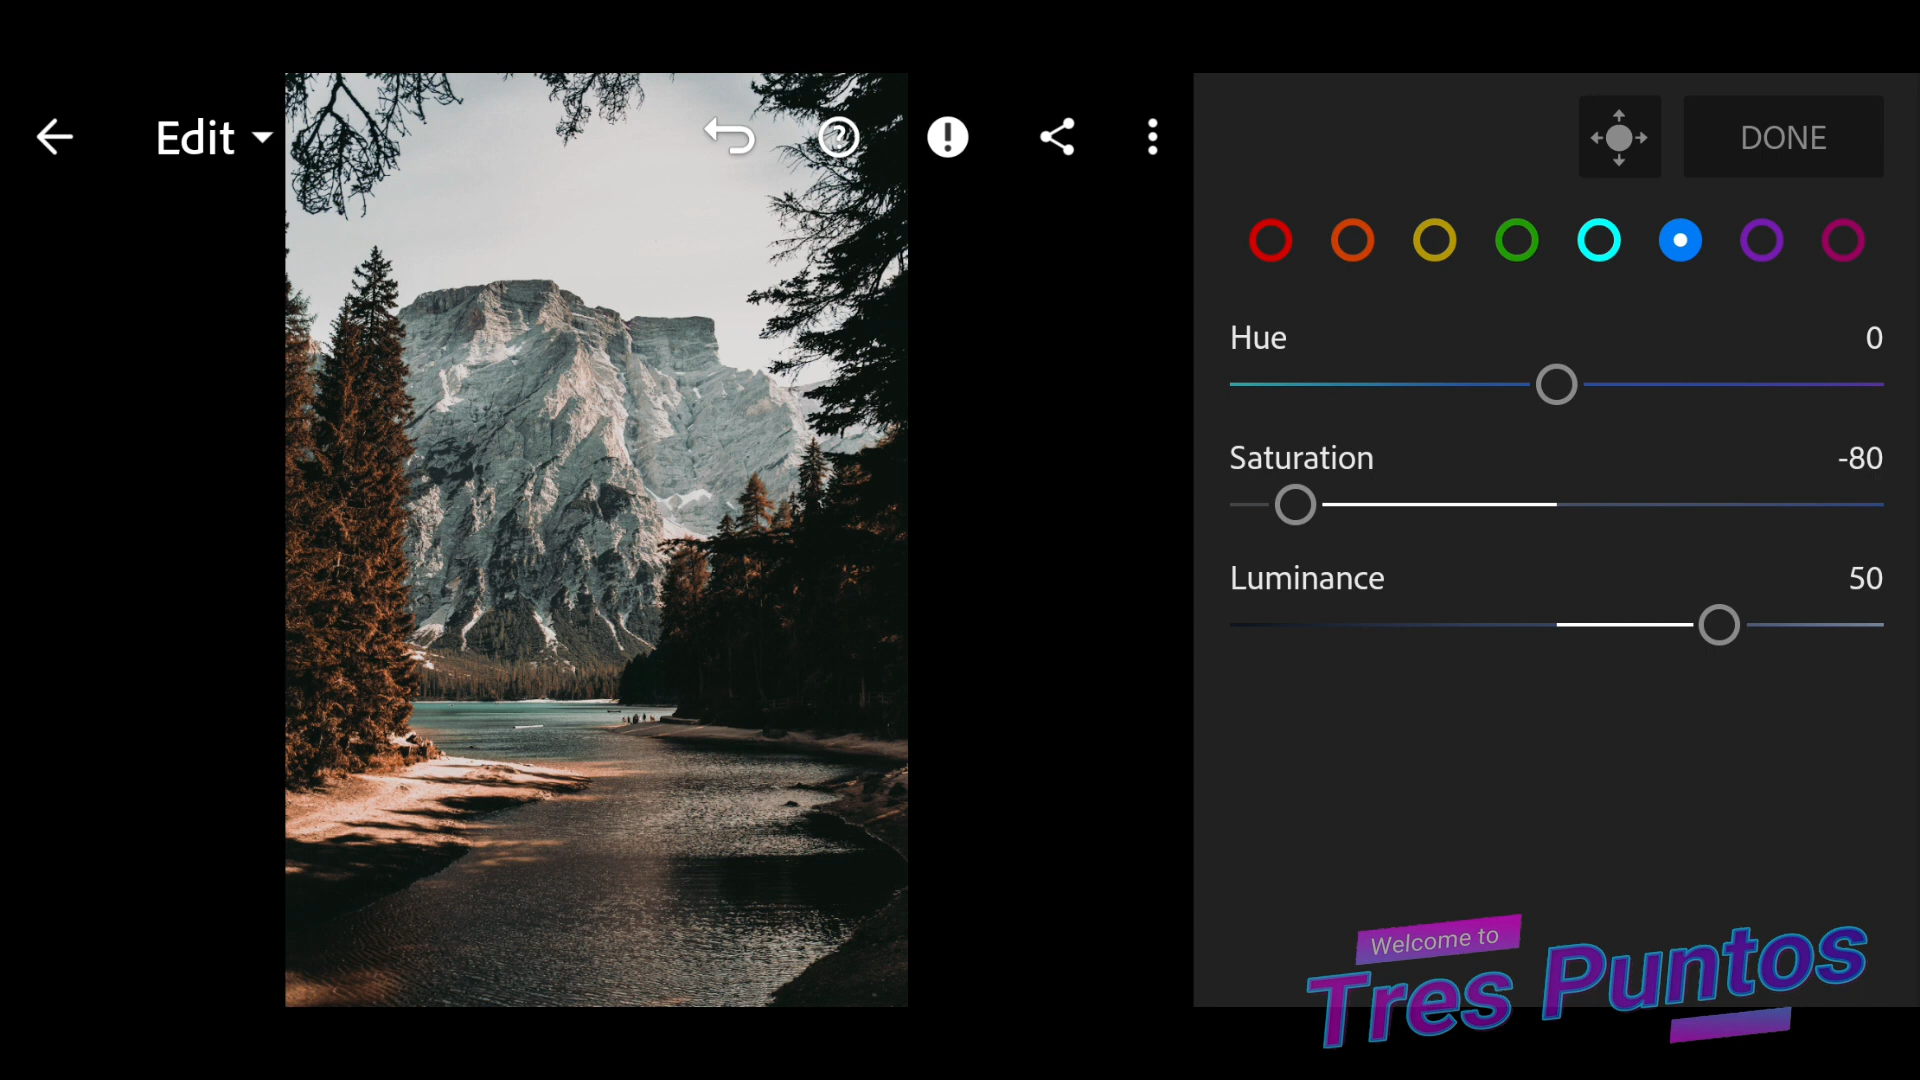 Edit
DONE
Hue 0
Saturation -80
Luminance 50
Welcome to
Tres Puntos